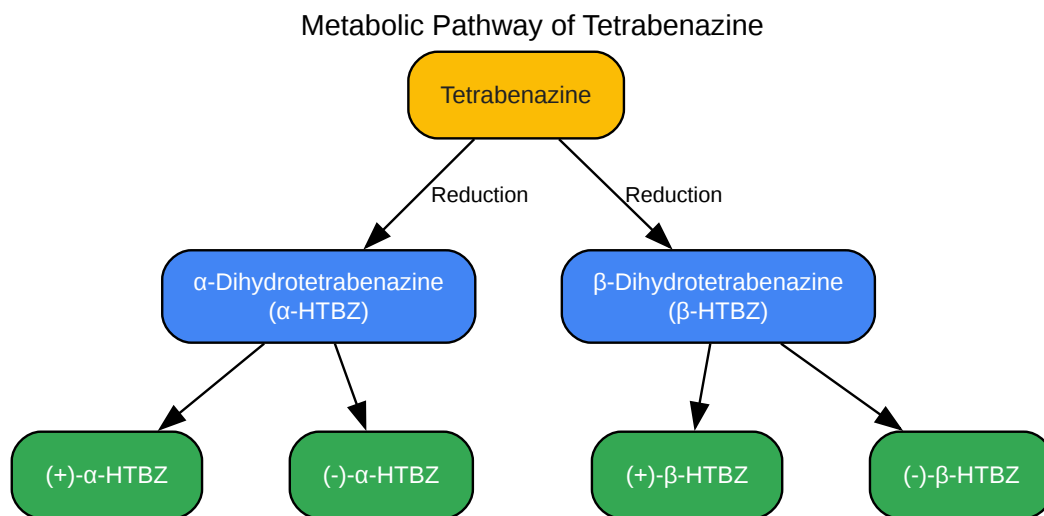 Metabolic Pathway of Tetrabenazine
Tetrabenazine
Reduction
Reduction
α-Dihydrotetrabenazine
(α-HTBZ)
β-Dihydrotetrabenazine
(β-HTBZ)
(+)-α-HTBZ
(-)-α-HTBZ
(+)-β-HTBZ
(-)-β-HTBZ